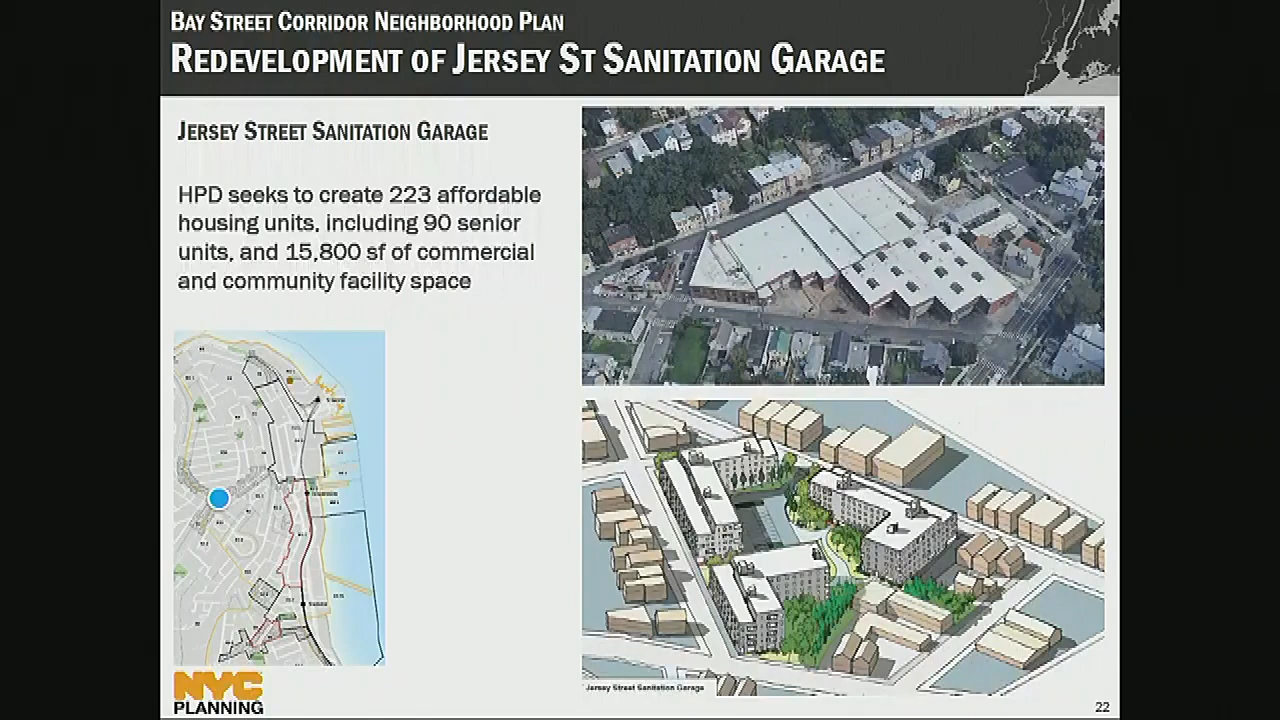 BAY STREET CORRIDOR NEIGHBORHOOD PLAN
REDEVELOPMENT OF JERSEY ST SANITATION GARAGE
JERSEY STREET SANITATION GARAGE
HPD seeks to create 223 affordable
housing units, including 90 senior
units, and 15,800 sf of commercial
and community facility space
Jersey Street Sanitation Garage
NYC
PLANNING
22